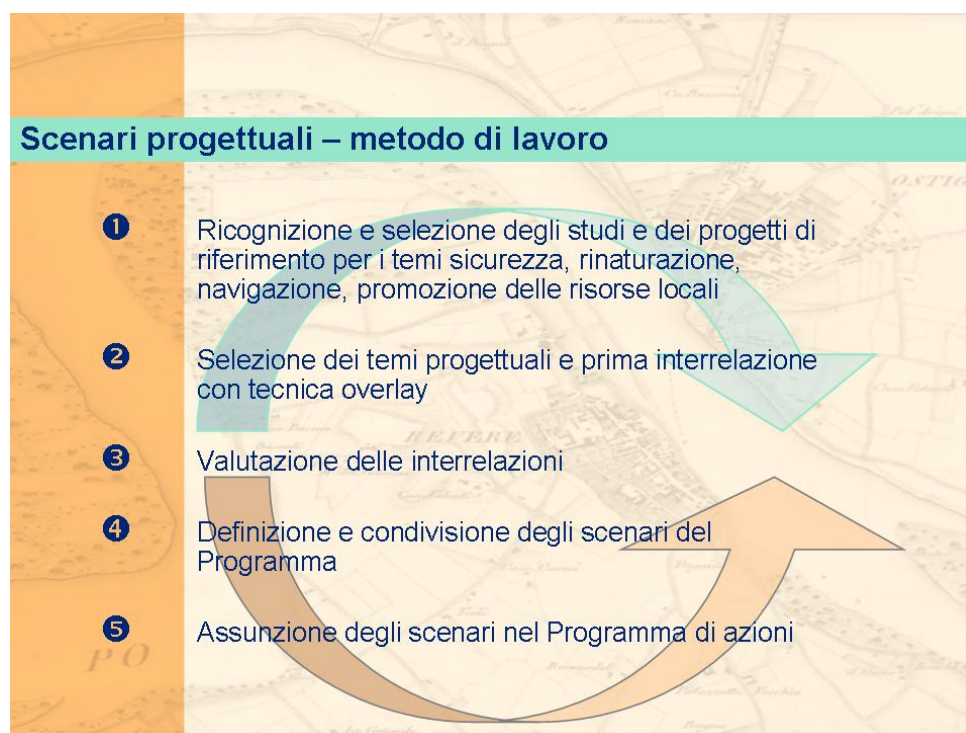 Scenari progettuali – metodo di lavoro
❶ Ricognizione e selezione degli studi e dei progetti di
riferimento per i temi sicurezza, rinaturazione,
navigazione, promozione delle risorse locali
❷ Selezione dei temi progettuali e prima interrelazione
con tecnica overlay
REVERE
❸ Valutazione delle interrelazioni
❹ Definizione e condivisione degli scenari del
Programma
❺ Assunzione degli scenari nel Programma di azioni
PO